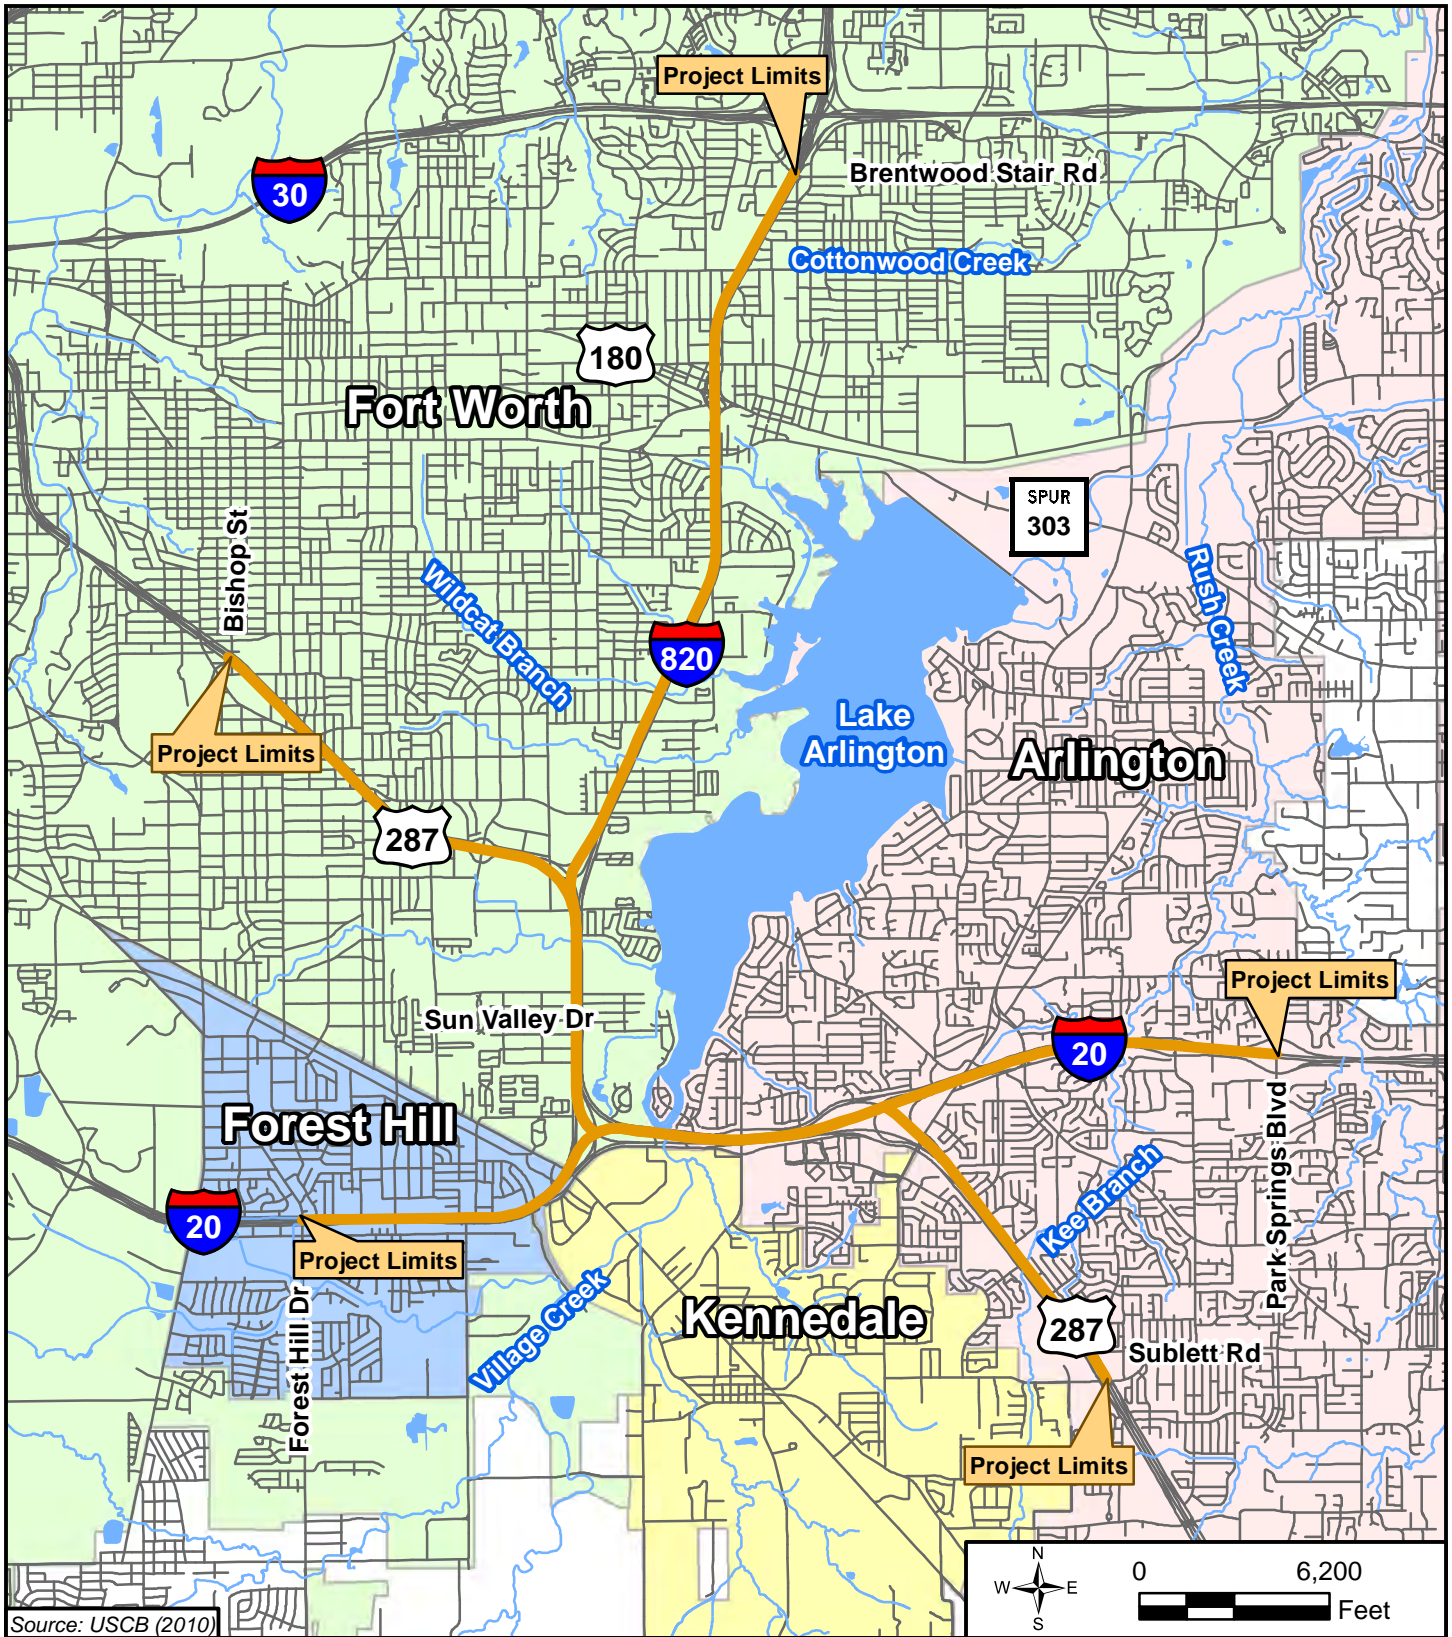 Project Limits
Brentwood Stair Rd
30
Cottonwood Creek
180
Fort Worth
SPUR
303
Bishop St
Wildcat Branch
Rush Creek
820
Lake
Arlington
Arlington
Project Limits
287
Project Limits
Sun Valley Dr
20
Forest Hill
Park Springs Blvd
Kee Branch
20
Project Limits
Village Creek
Forest Hill Dr
Kennedale
287
Sublett Rd
Project Limits
N
W E
S
0 6,200
Feet
Source: USCB (2010)